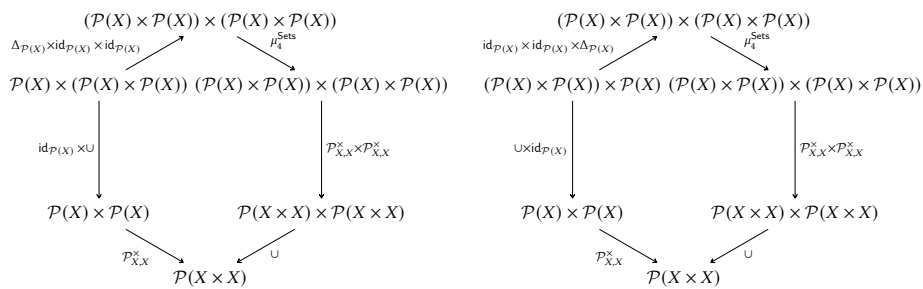 (𝒫(X) × 𝒫(X)) × (𝒫(X) × 𝒫(X))
Δ_{𝒫(X)}×id_{𝒫(X)} × id_{𝒫(X)}
μ_4^{Sets}
𝒫(X) × (𝒫(X) × 𝒫(X)) (𝒫(X) × 𝒫(X)) × (𝒫(X) × 𝒫(X))
id_{𝒫(X)} ×∪
𝒫^×_{X,X}×𝒫^×_{X,X}
𝒫(X) × 𝒫(X) 𝒫(X × X) × 𝒫(X × X)
𝒫^×_{X,X}
∪
𝒫(X × X)
(𝒫(X) × 𝒫(X)) × (𝒫(X) × 𝒫(X))
id_{𝒫(X)} × id_{𝒫(X)} ×Δ_{𝒫(X)}
μ_4^{Sets}
(𝒫(X) × 𝒫(X)) × 𝒫(X) (𝒫(X) × 𝒫(X)) × (𝒫(X) × 𝒫(X))
∪×id_{𝒫(X)}
𝒫^×_{X,X}×𝒫^×_{X,X}
𝒫(X) × 𝒫(X) 𝒫(X × X) × 𝒫(X × X)
𝒫^×_{X,X}
∪
𝒫(X × X)